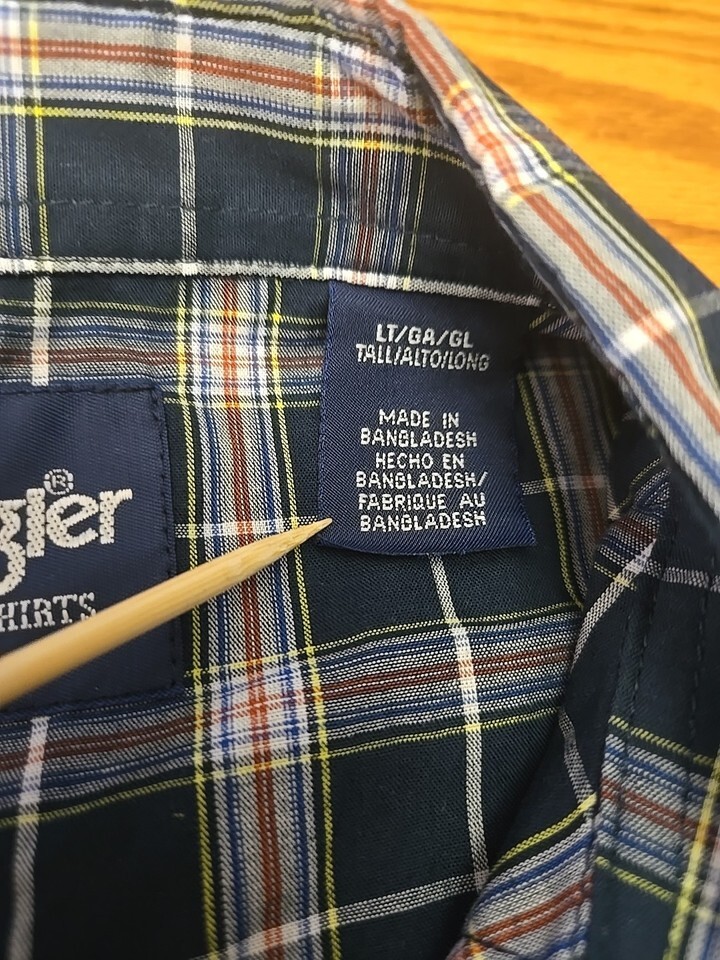 LT/GA/GL
TALL/ALTO/LONG
MADE IN
BANGLADESH
HECHO EN
BANGLADESH/
FABRIQUE AU
BANGLADESH
gler®
HIRTS